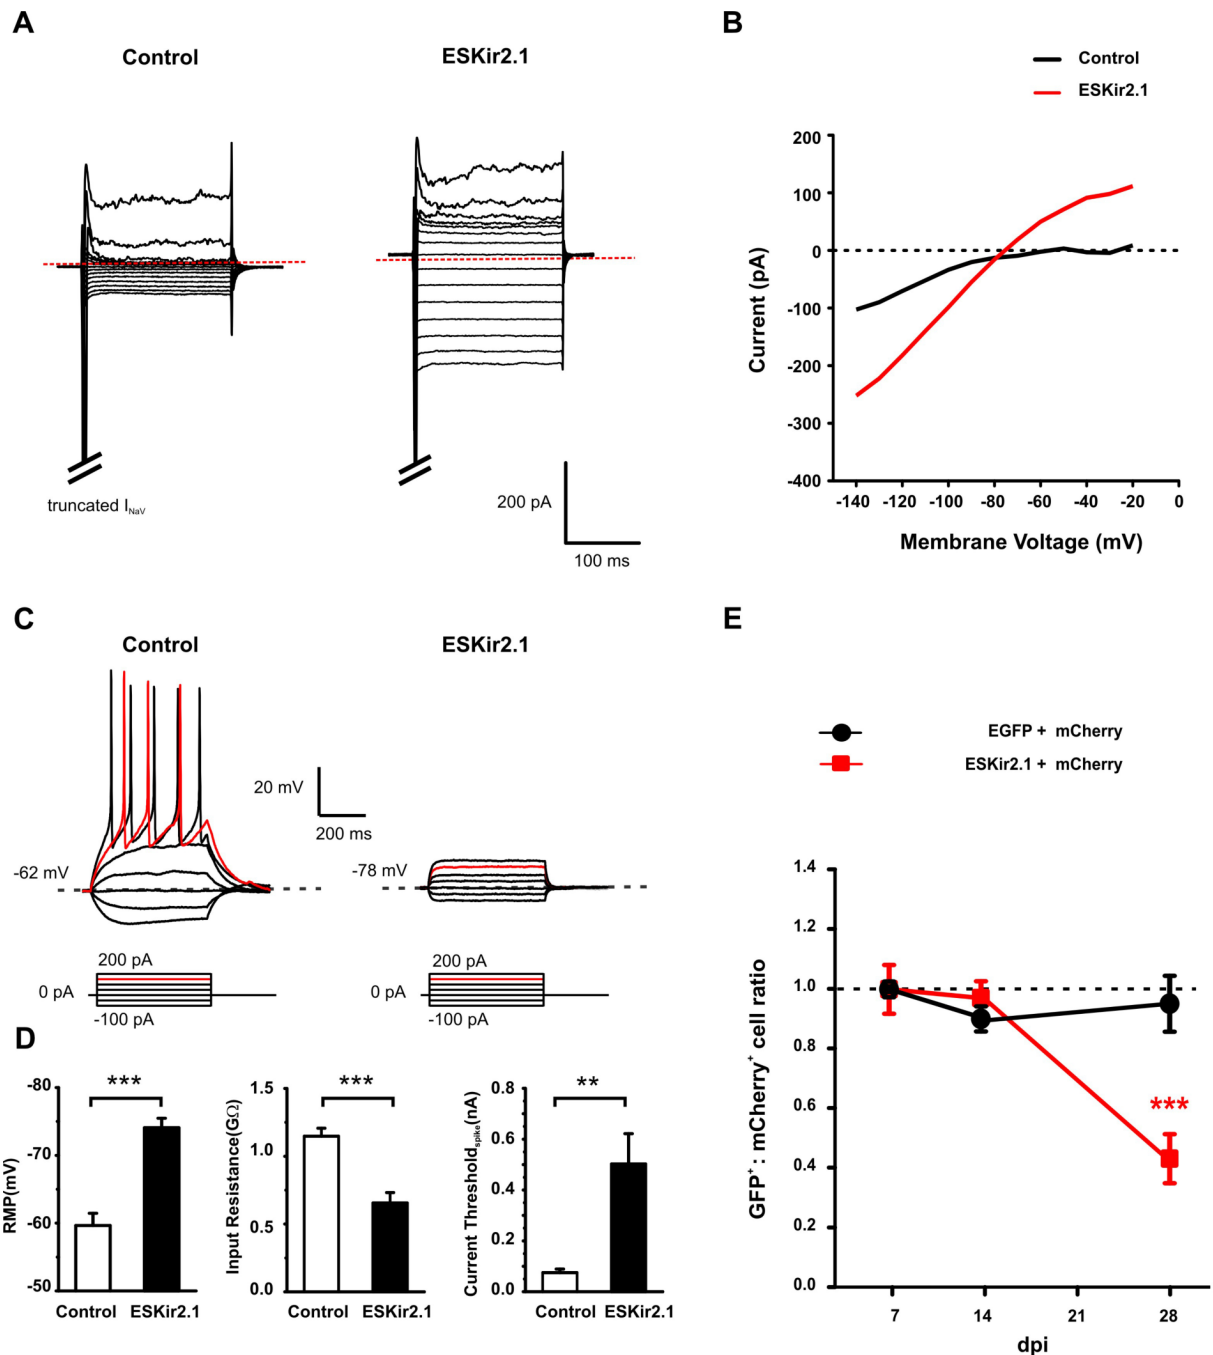 A
Control
ESKir2.1
truncated I_NaV
200 pA
100 ms
B
Control
ESKir2.1
200
100
0
-100
-200
-300
-400
Current (pA)
-140 -120 -100 -80 -60 -40 -20 0
Membrane Voltage (mV)
C
Control
ESKir2.1
20 mV
200 ms
-62 mV
-78 mV
200 pA
0 pA
-100 pA
200 pA
0 pA
-100 pA
D
***
-80
-70
-60
-50
RMP(mV)
Control ESKir2.1
***
1.5
1.0
0.5
0.0
Input Resistance(GΩ)
Control ESKir2.1
**
0.8
0.6
0.4
0.2
0.0
Current Threshold_spike(nA)
Control ESKir2.1
E
EGFP + mCherry
ESKir2.1 + mCherry
1.4
1.2
1.0
0.8
0.6
0.4
0.2
0.0
GFP⁺ : mCherry⁺ cell ratio
***
7 14 21 28
dpi